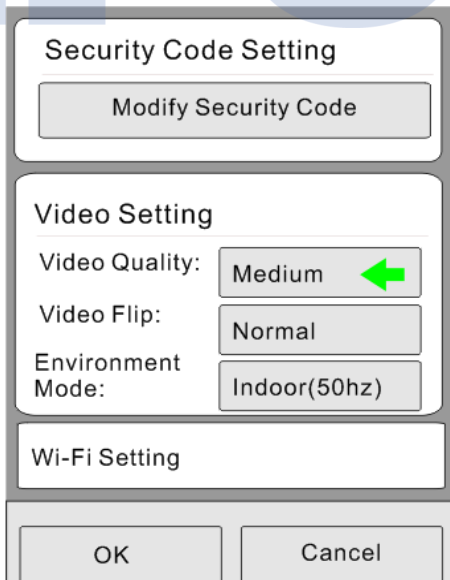 Security Code Setting
Modify Security Code
Video Setting
Video Quality: Medium
Video Flip: Normal
Environment
Mode: Indoor(50hz)
Wi-Fi Setting
OK Cancel